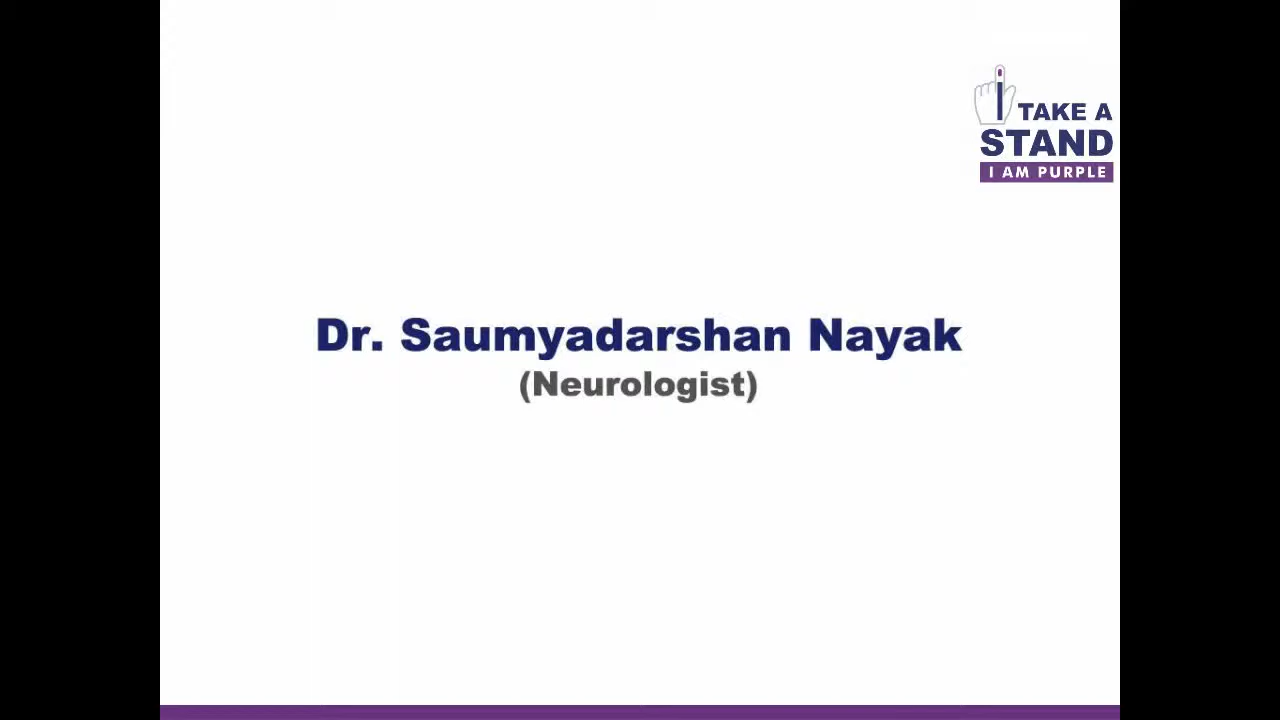 I TAKE A
STAND
I AM PURPLE
Dr. Saumyadarshan Nayak
(Neurologist)